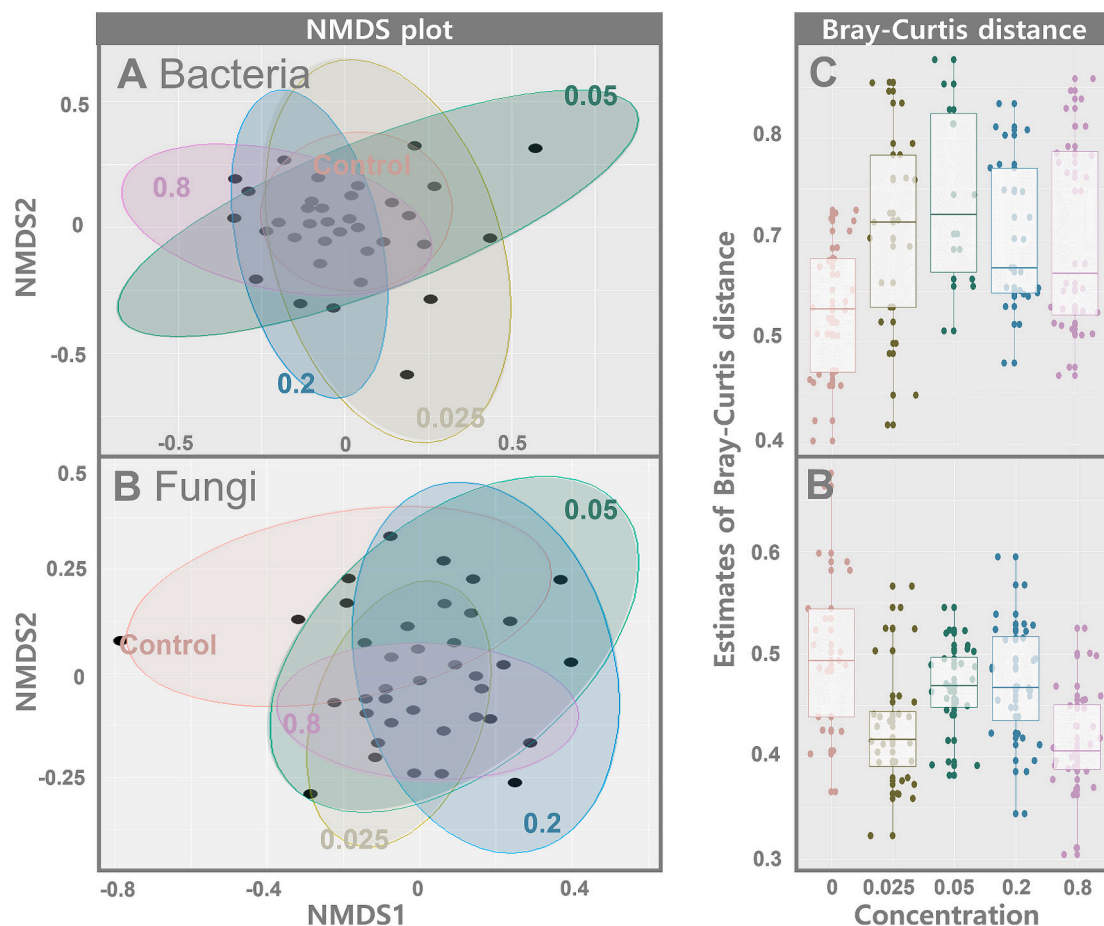 NMDS plot
A Bacteria
0.5
0
-0.5
NMDS2
0.05
Control
0.8
0.2
0.025
-0.5
0
0.5
B Fungi
0.5
0.25
0
-0.25
NMDS2
0.05
Control
0.8
0.025
0.2
-0.8
-0.4
0
0.4
NMDS1
Bray-Curtis distance
C
0.8
0.7
0.5
0.4
Estimates of Bray-Curtis distance
B
0.6
0.5
0.4
0.3
0
0.025
0.05
0.2
0.8
Concentration